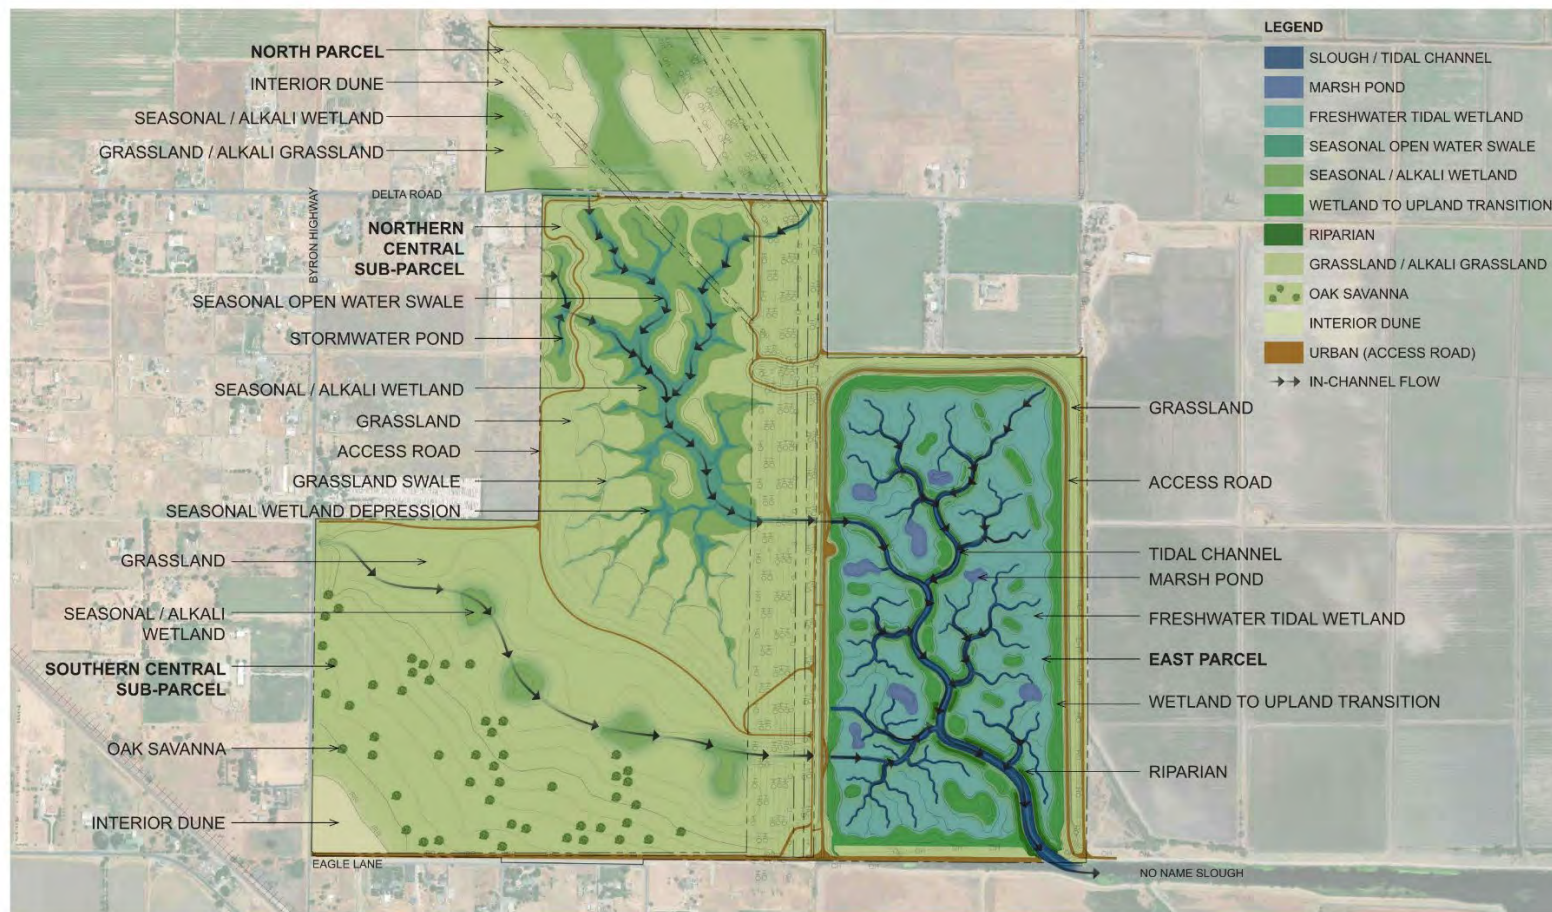 NORTH PARCEL
INTERIOR DUNE
SEASONAL / ALKALI WETLAND
GRASSLAND / ALKALI GRASSLAND
DELTA ROAD
BYRON HIGHWAY
NORTHERN
CENTRAL
SUB-PARCEL
SEASONAL OPEN WATER SWALE
STORMWATER POND
SEASONAL / ALKALI WETLAND
GRASSLAND
ACCESS ROAD
GRASSLAND SWALE
SEASONAL WETLAND DEPRESSION
GRASSLAND
SEASONAL / ALKALI
WETLAND
SOUTHERN CENTRAL
SUB-PARCEL
OAK SAVANNA
INTERIOR DUNE
EAGLE LANE
LEGEND
SLOUGH / TIDAL CHANNEL
MARSH POND
FRESHWATER TIDAL WETLAND
SEASONAL OPEN WATER SWALE
SEASONAL / ALKALI WETLAND
WETLAND TO UPLAND TRANSITION
RIPARIAN
GRASSLAND / ALKALI GRASSLAND
OAK SAVANNA
INTERIOR DUNE
URBAN (ACCESS ROAD)
IN-CHANNEL FLOW
GRASSLAND
ACCESS ROAD
TIDAL CHANNEL
MARSH POND
FRESHWATER TIDAL WETLAND
EAST PARCEL
WETLAND TO UPLAND TRANSITION
RIPARIAN
NO NAME SLOUGH